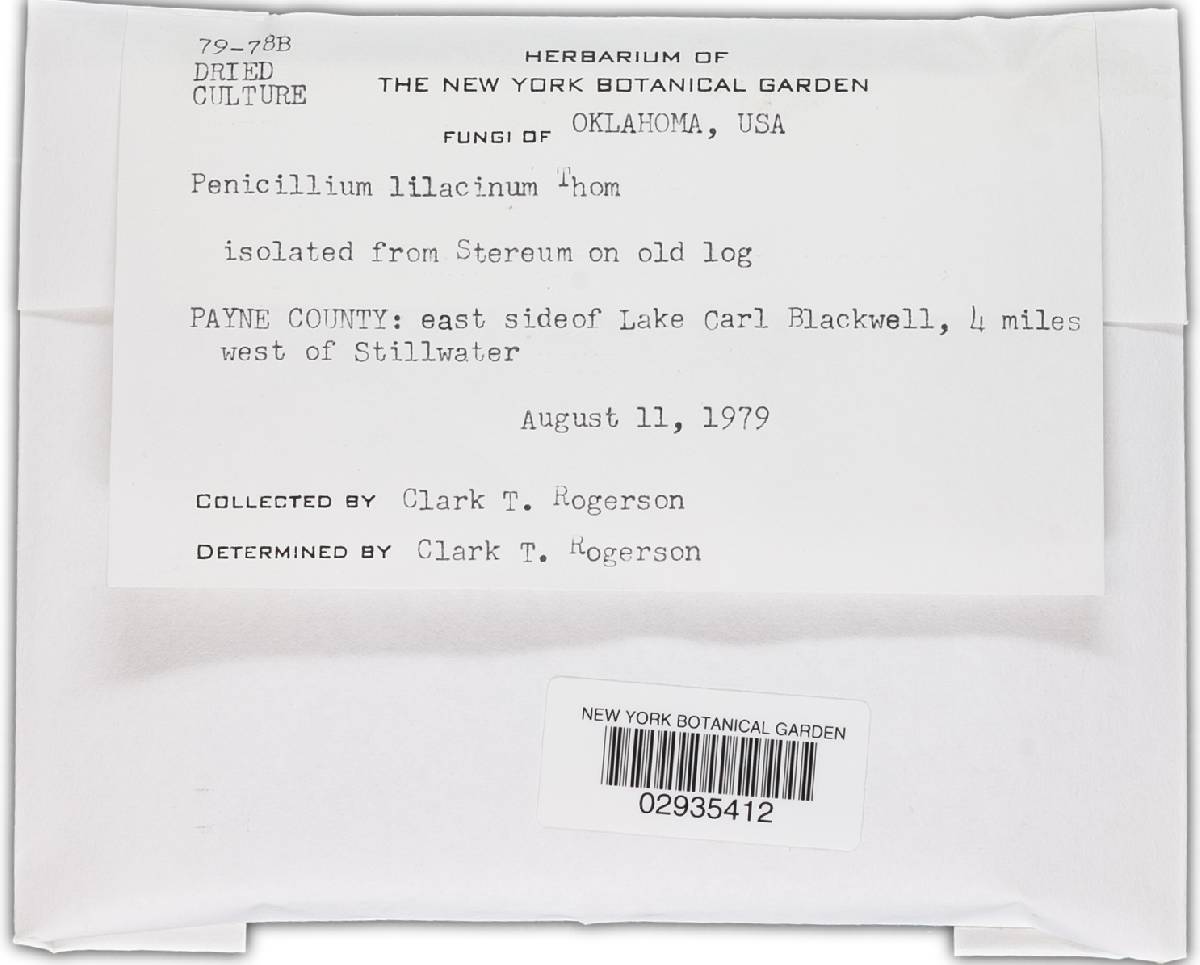 79-78B
DRIED
CULTURE
HERBARIUM OF
THE NEW YORK BOTANICAL GARDEN
FUNGI OF OKLAHOMA, USA
Penicillium lilacinum Thom
isolated from Stereum on old log
PAYNE COUNTY: east sideof Lake Carl Blackwell, 4 miles
west of Stillwater
August 11, 1979
COLLECTED BY Clark T. Rogerson
DETERMINED BY Clark T. Rogerson
NEW YORK BOTANICAL GARDEN
02935412